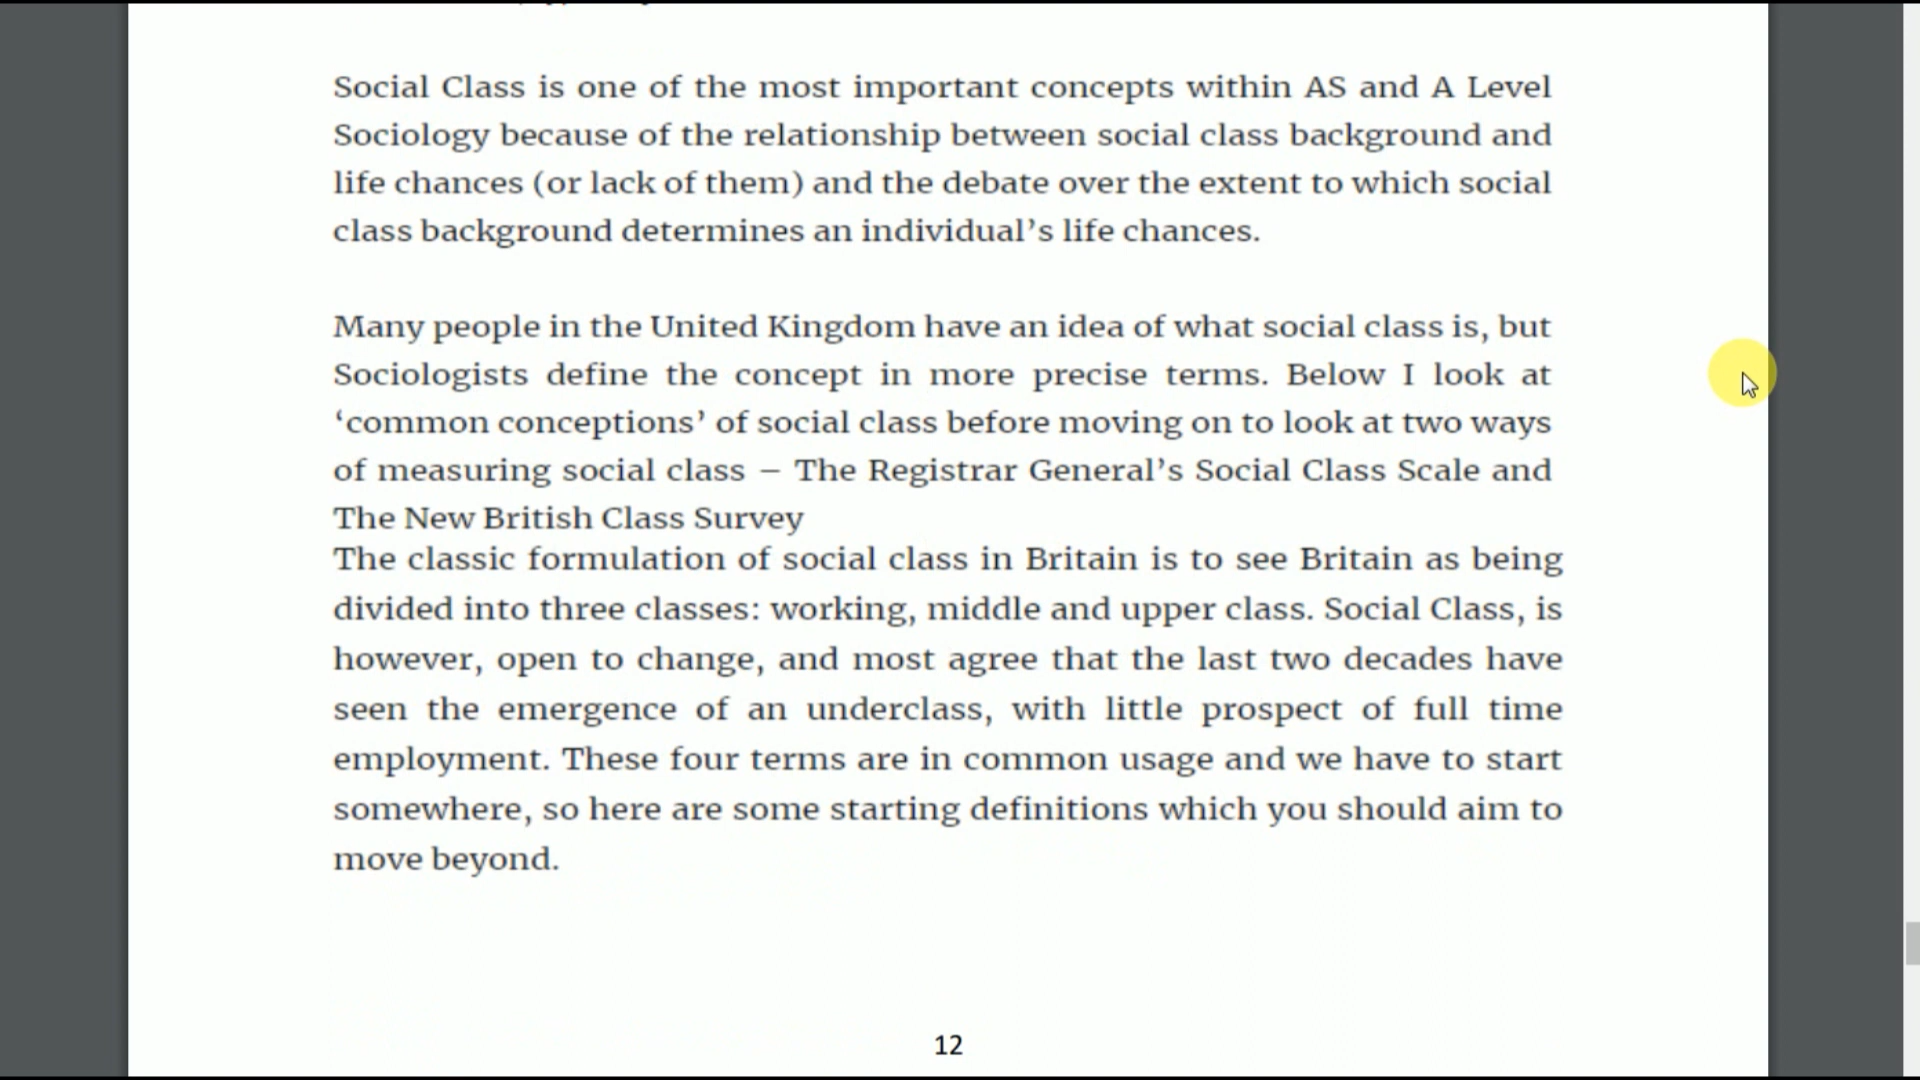 Social Class is one of the most important concepts within AS and A Level
Sociology because of the relationship between social class background and
life chances (or lack of them) and the debate over the extent to which social
class background determines an individual’s life chances.
Many people in the United Kingdom have an idea of what social class is, but
Sociologists define the concept in more precise terms. Below I look at
‘common conceptions’ of social class before moving on to look at two ways
of measuring social class – The Registrar General’s Social Class Scale and
The New British Class Survey
The classic formulation of social class in Britain is to see Britain as being
divided into three classes: working, middle and upper class. Social Class, is
however, open to change, and most agree that the last two decades have
seen the emergence of an underclass, with little prospect of full time
employment. These four terms are in common usage and we have to start
somewhere, so here are some starting definitions which you should aim to
move beyond.
12